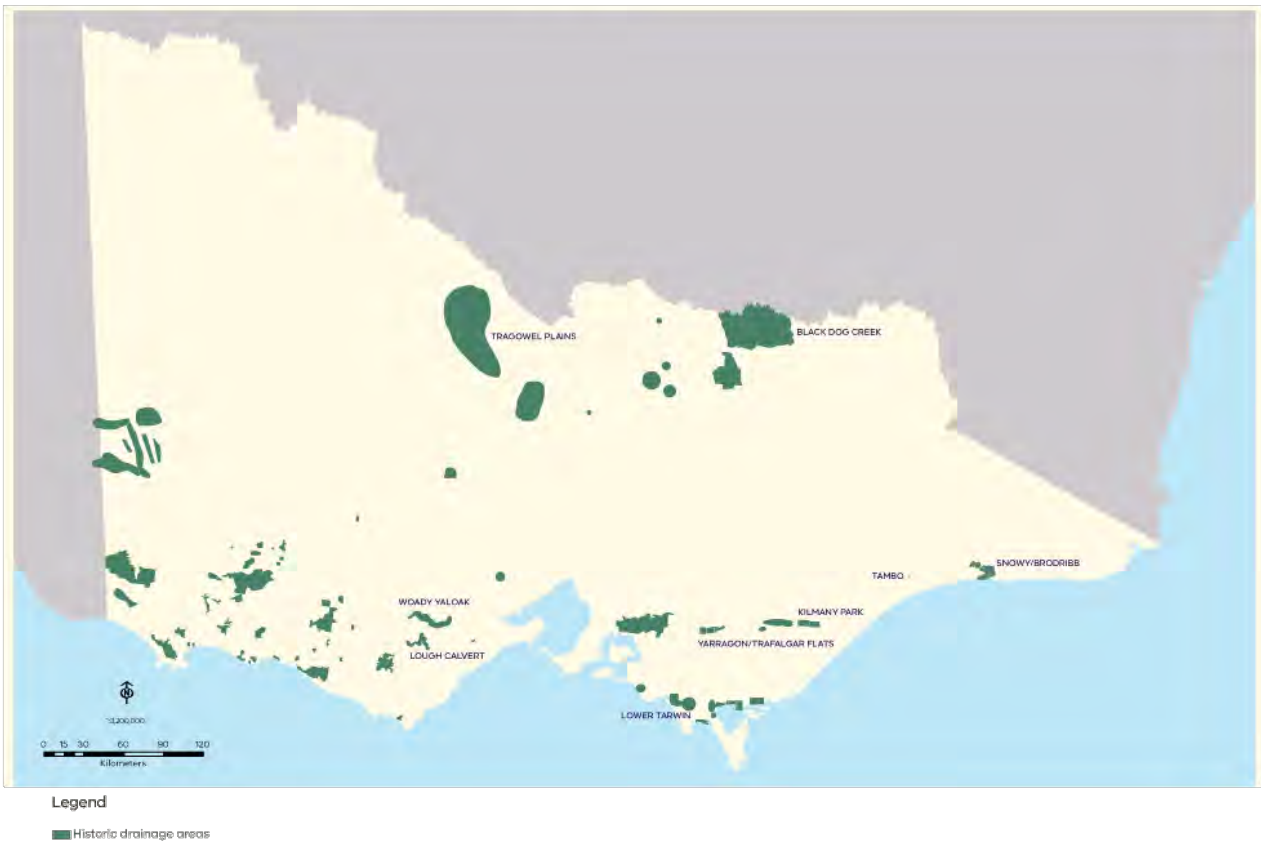 TRAGOWEL PLAINS
BLACK DOG CREEK
SNOWY/BRODRIBB
TAMBO
WOADY YALOAK
KILMANY PARK
YARRAGON/TRAFALGAR FLATS
LOUGH CALVERT
LOWER TARWIN
N
0 15 30 60 90 120
Kilometers
Legend
Historic drainage areas